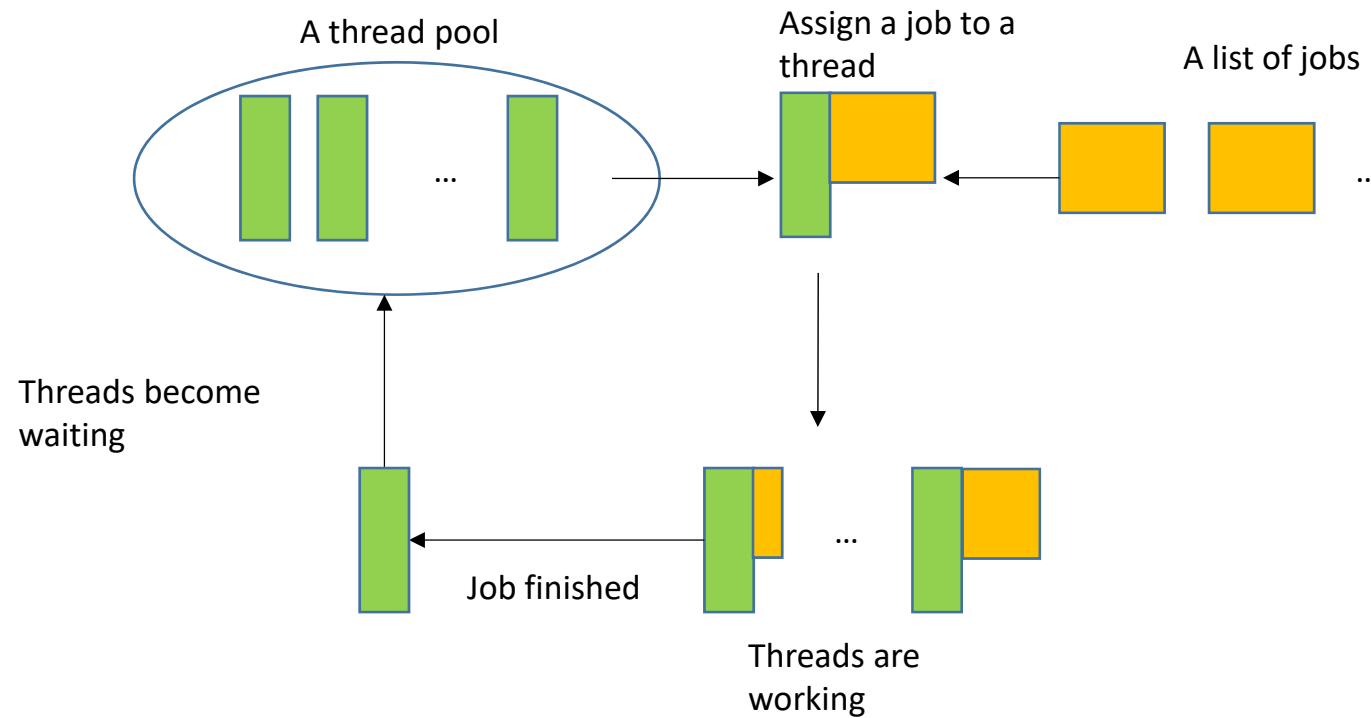 A thread pool
Assign a job to a
thread
A list of jobs
...
...
Threads become
waiting
...
Job finished
Threads are
working